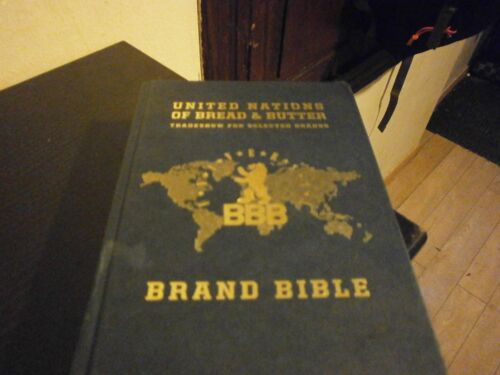 UNITED NATIONS
OF BREAD & BUTTER
TRADESHOW FOR SELECTED BRANDS
BBB
BRAND BIBLE